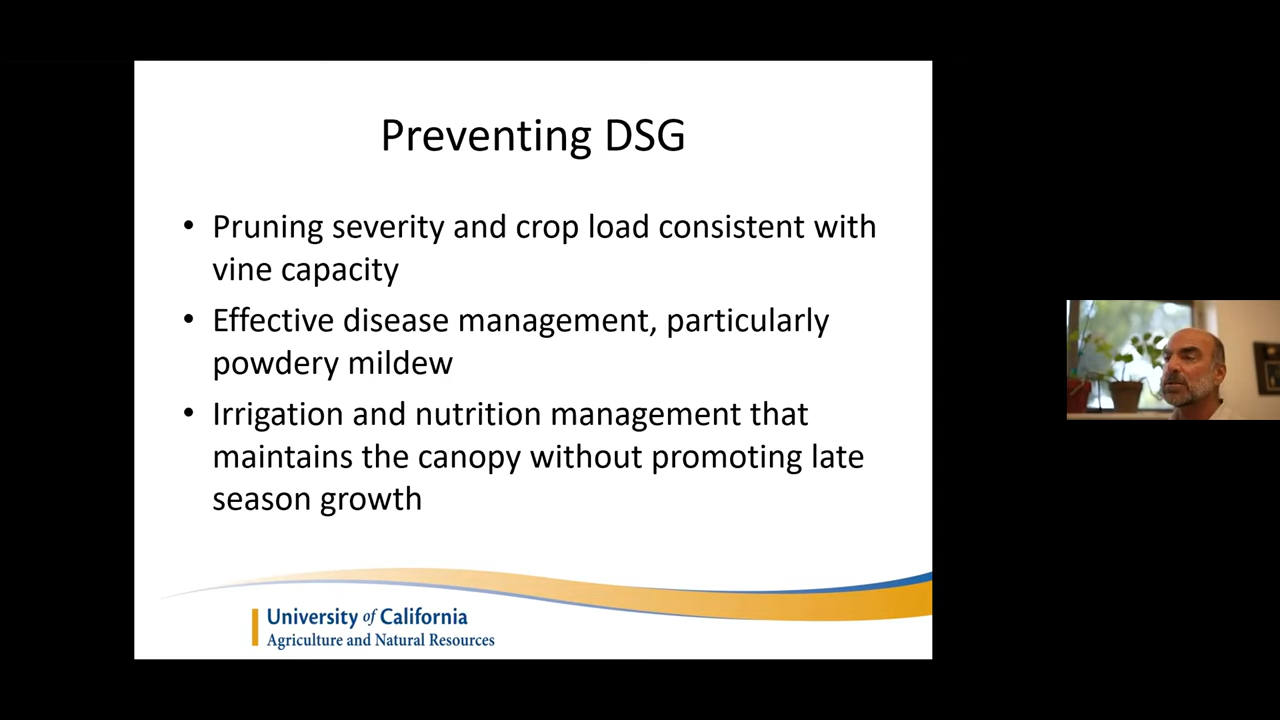 Preventing DSG
• Pruning severity and crop load consistent with
vine capacity
• Effective disease management, particularly
powdery mildew
• Irrigation and nutrition management that
maintains the canopy without promoting late
season growth
University of California
Agriculture and Natural Resources